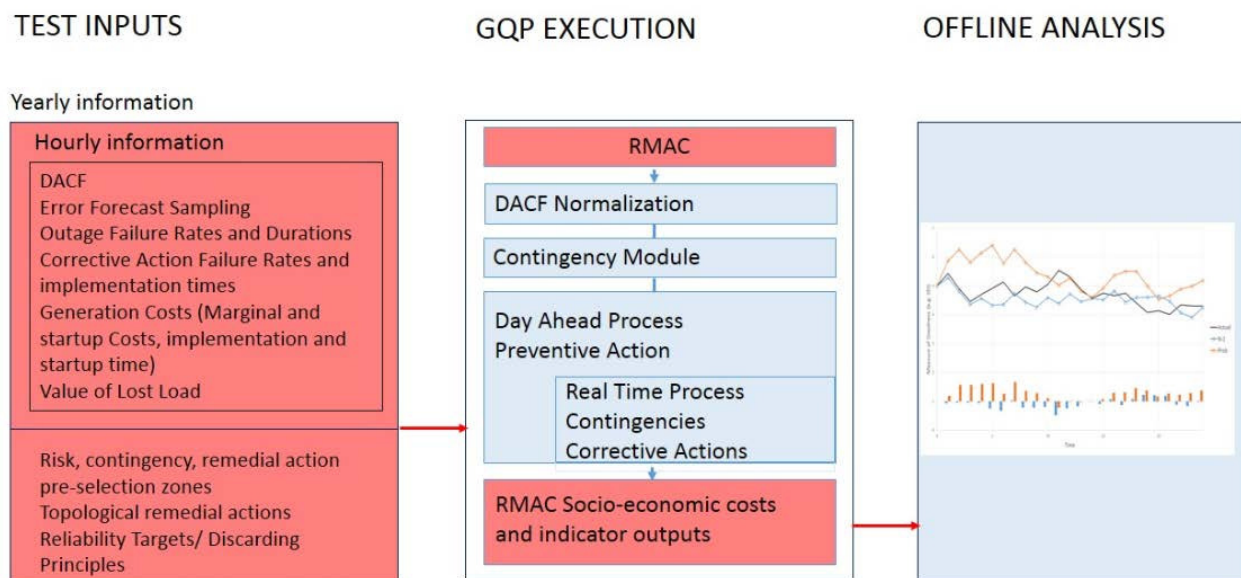 TEST INPUTS
GQP EXECUTION
OFFLINE ANALYSIS
Yearly information
Hourly information
DACF
Error Forecast Sampling
Outage Failure Rates and Durations
Corrective Action Failure Rates and
implementation times
Generation Costs (Marginal and
startup Costs, implementation and
startup time)
Value of Lost Load
Risk, contingency, remedial action
pre-selection zones
Topological remedial actions
Reliability Targets/ Discarding
Principles
RMAC
DACF Normalization
Contingency Module
Day Ahead Process
Preventive Action
Real Time Process
Contingencies
Corrective Actions
RMAC Socio-economic costs
and indicator outputs
Time